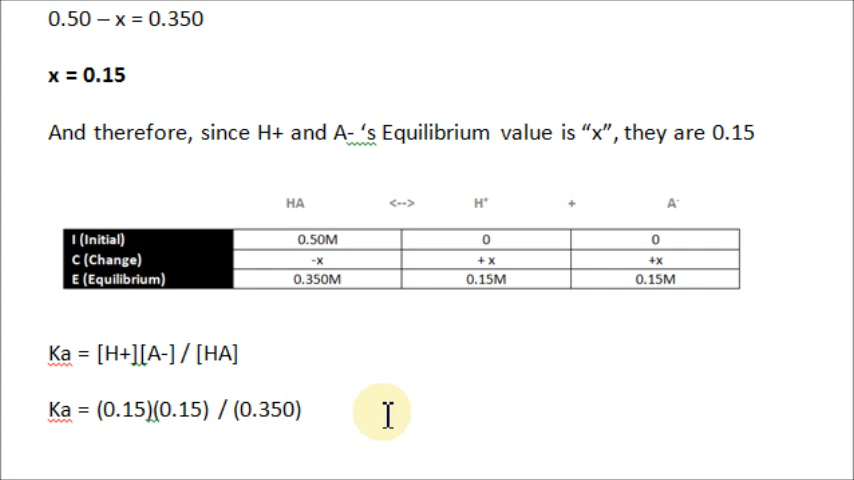 0.50 – x = 0.350
x = 0.15
And therefore, since H+ and A- ‘s Equilibrium value is “x”, they are 0.15
HA <--> H⁺ + A⁻
I (Initial) 0.50M 0 0
C (Change) -x + x +x
E (Equilibrium) 0.350M 0.15M 0.15M
Ka = [H+][A-] / [HA]
Ka = (0.15)(0.15) / (0.350)